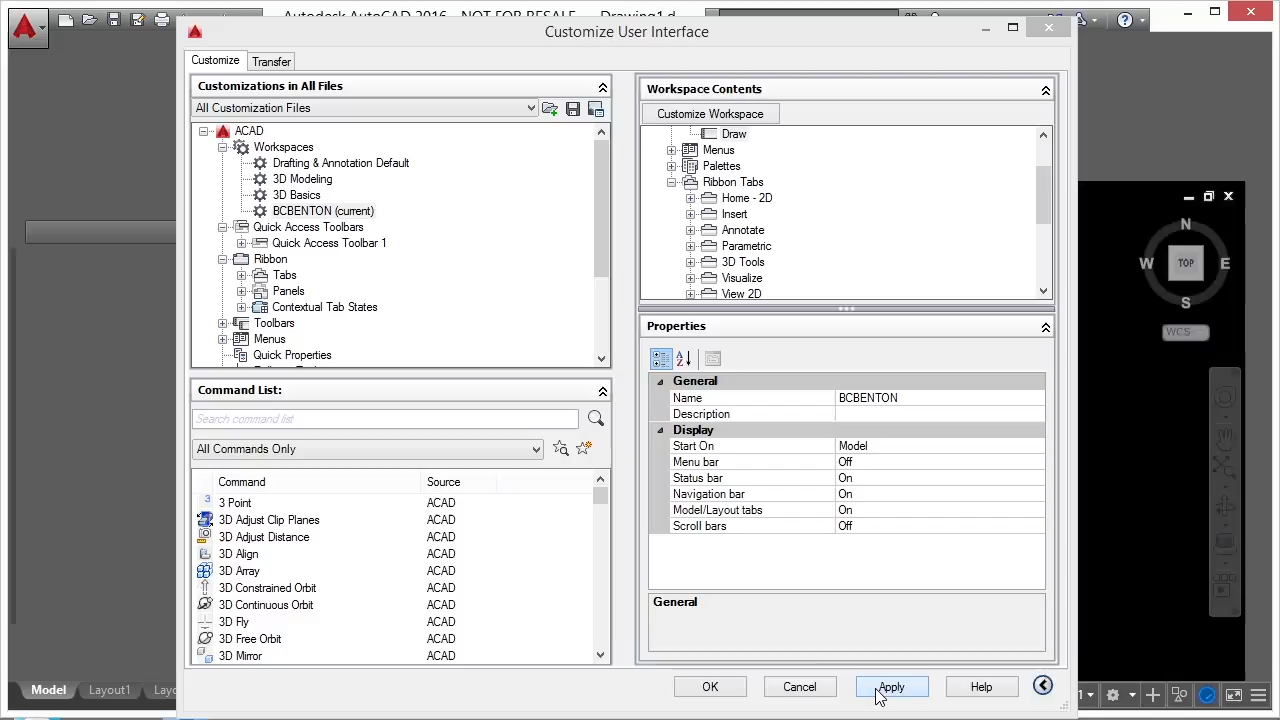 Autodesk AutoCAD 2016 - NOT FOR RESALE Drawing1.d
Customize User Interface
Customize
Transfer
Customizations in All Files
All Customization Files
ACAD
Workspaces
Drafting & Annotation Default
3D Modeling
3D Basics
BCBENTON (current)
Quick Access Toolbars
Quick Access Toolbar 1
Ribbon
Tabs
Panels
Contextual Tab States
Toolbars
Menus
Quick Properties
Command List:
Search command list
All Commands Only
Command Source
3 3 Point ACAD
3D Adjust Clip Planes ACAD
3D Adjust Distance ACAD
3D Align ACAD
3D Array ACAD
3D Constrained Orbit ACAD
3D Continuous Orbit ACAD
3D Fly ACAD
3D Free Orbit ACAD
3D Mirror ACAD
Workspace Contents
Customize Workspace
Draw
Menus
Palettes
Ribbon Tabs
Home - 2D
Insert
Annotate
Parametric
3D Tools
Visualize
View 2D
Properties
General
Name BCBENTON
Description
Display
Start On Model
Menu bar Off
Status bar On
Navigation bar On
Model/Layout tabs On
Scroll bars Off
General
OK
Cancel
Apply
Help
N
W TOP E
S
WCS
Model
Layout1
Layo